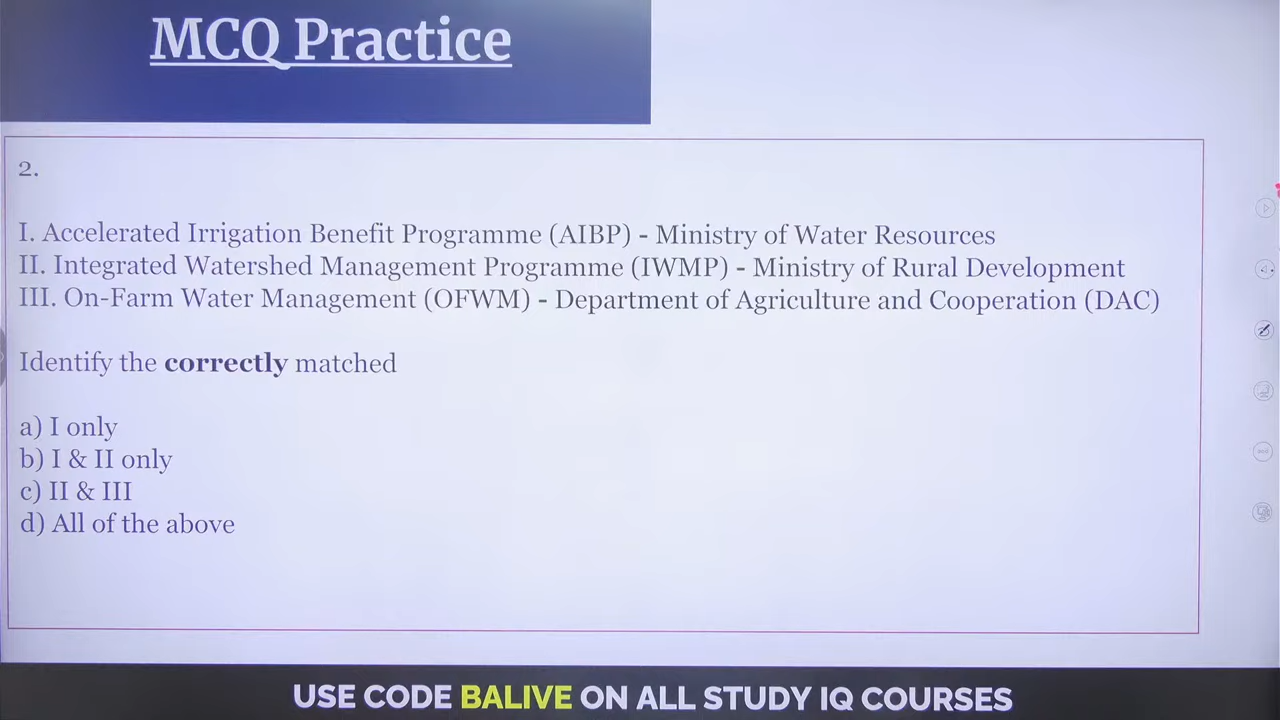 MCQ Practice
2.
I. Accelerated Irrigation Benefit Programme (AIBP) - Ministry of Water Resources
II. Integrated Watershed Management Programme (IWMP) - Ministry of Rural Development
III. On-Farm Water Management (OFWM) - Department of Agriculture and Cooperation (DAC)
Identify the correctly matched
a) I only
b) I & II only
c) II & III
d) All of the above
USE CODE BALIVE ON ALL STUDY IQ COURSES